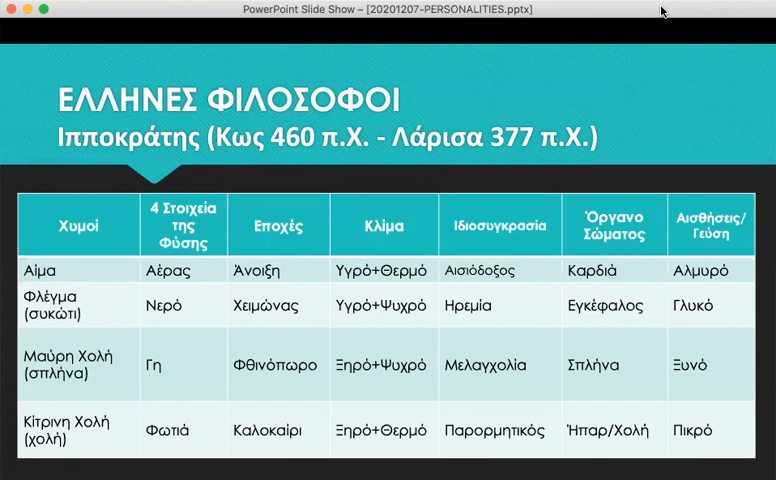 PowerPoint Slide Show – [20201207-PERSONALITIES.pptx]
ΕΛΛΗΝΕΣ ΦΙΛΟΣΟΦΟΙ
Ιπποκράτης (Κως 460 π.Χ. - Λάρισα 377 π.Χ.)
Χυμοί
4 Στοιχεία
της
Φύσης
Εποχές
Κλίμα
Ιδιοσυγκρασία
Όργανο
Σώματος
Αισθήσεις/
Γεύση
Αίμα
Αέρας
Άνοιξη
Υγρό+Θερμό
Αισιόδοξος
Καρδιά
Αλμυρό
Φλέγμα
(συκώτι)
Νερό
Χειμώνας
Υγρό+Ψυχρό
Ηρεμία
Εγκέφαλος
Γλυκό
Μαύρη Χολή
(σπλήνα)
Γη
Φθινόπωρο
Ξηρό+Ψυχρό
Μελαγχολία
Σπλήνα
Ξυνό
Κίτρινη Χολή
(χολή)
Φωτιά
Καλοκαίρι
Ξηρό+Θερμό
Παρορμητικός
Ήπαρ/Χολή
Πικρό